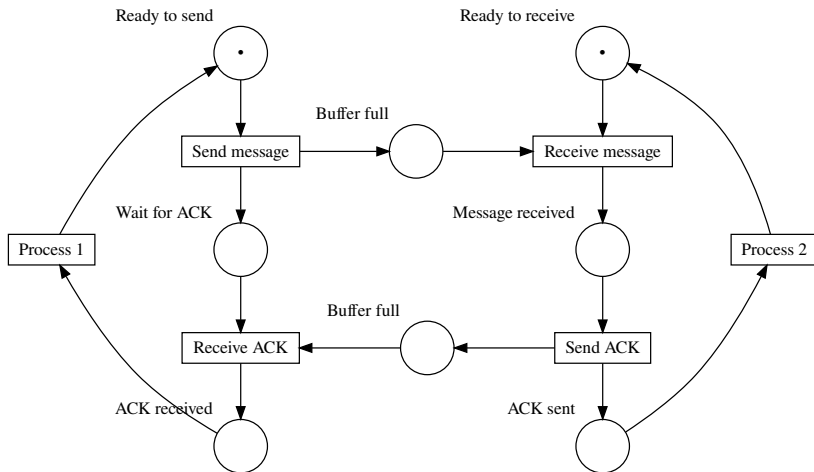 Ready to send
Ready to receive
Buffer full
Send message
Receive message
Wait for ACK
Message received
Process 1
Process 2
Buffer full
Receive ACK
Send ACK
ACK received
ACK sent